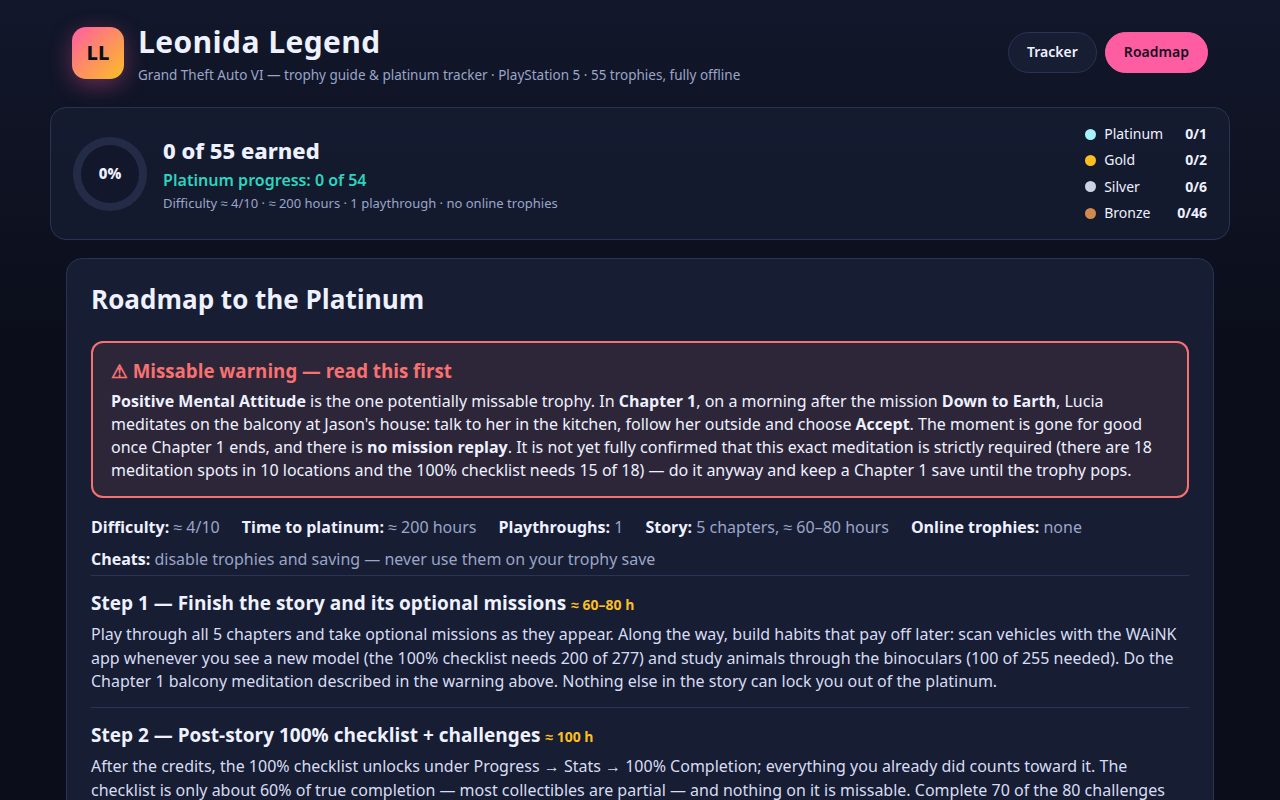 LL
Leonida Legend
Grand Theft Auto VI — trophy guide & platinum tracker · PlayStation 5 · 55 trophies, fully offline
Tracker
Roadmap
0%
0 of 55 earned
Platinum progress: 0 of 54
Difficulty ≈ 4/10 · ≈ 200 hours · 1 playthrough · no online trophies
Platinum 0/1
Gold 0/2
Silver 0/6
Bronze 0/46
Roadmap to the Platinum
⚠ Missable warning — read this first
Positive Mental Attitude is the one potentially missable trophy. In Chapter 1, on a morning after the mission Down to Earth, Lucia
meditates on the balcony at Jason's house: talk to her in the kitchen, follow her outside and choose Accept. The moment is gone for good
once Chapter 1 ends, and there is no mission replay. It is not yet fully confirmed that this exact meditation is strictly required (there are 18
meditation spots in 10 locations and the 100% checklist needs 15 of 18) — do it anyway and keep a Chapter 1 save until the trophy pops.
Difficulty: ≈ 4/10 Time to platinum: ≈ 200 hours Playthroughs: 1 Story: 5 chapters, ≈ 60–80 hours Online trophies: none
Cheats: disable trophies and saving — never use them on your trophy save
Step 1 — Finish the story and its optional missions ≈ 60–80 h
Play through all 5 chapters and take optional missions as they appear. Along the way, build habits that pay off later: scan vehicles with the WAiNK
app whenever you see a new model (the 100% checklist needs 200 of 277) and study animals through the binoculars (100 of 255 needed). Do the
Chapter 1 balcony meditation described in the warning above. Nothing else in the story can lock you out of the platinum.
Step 2 — Post-story 100% checklist + challenges ≈ 100 h
After the credits, the 100% checklist unlocks under Progress → Stats → 100% Completion; everything you already did counts toward it. The
checklist is only about 60% of true completion — most collectibles are partial — and nothing on it is missable. Complete 70 of the 80 challenges